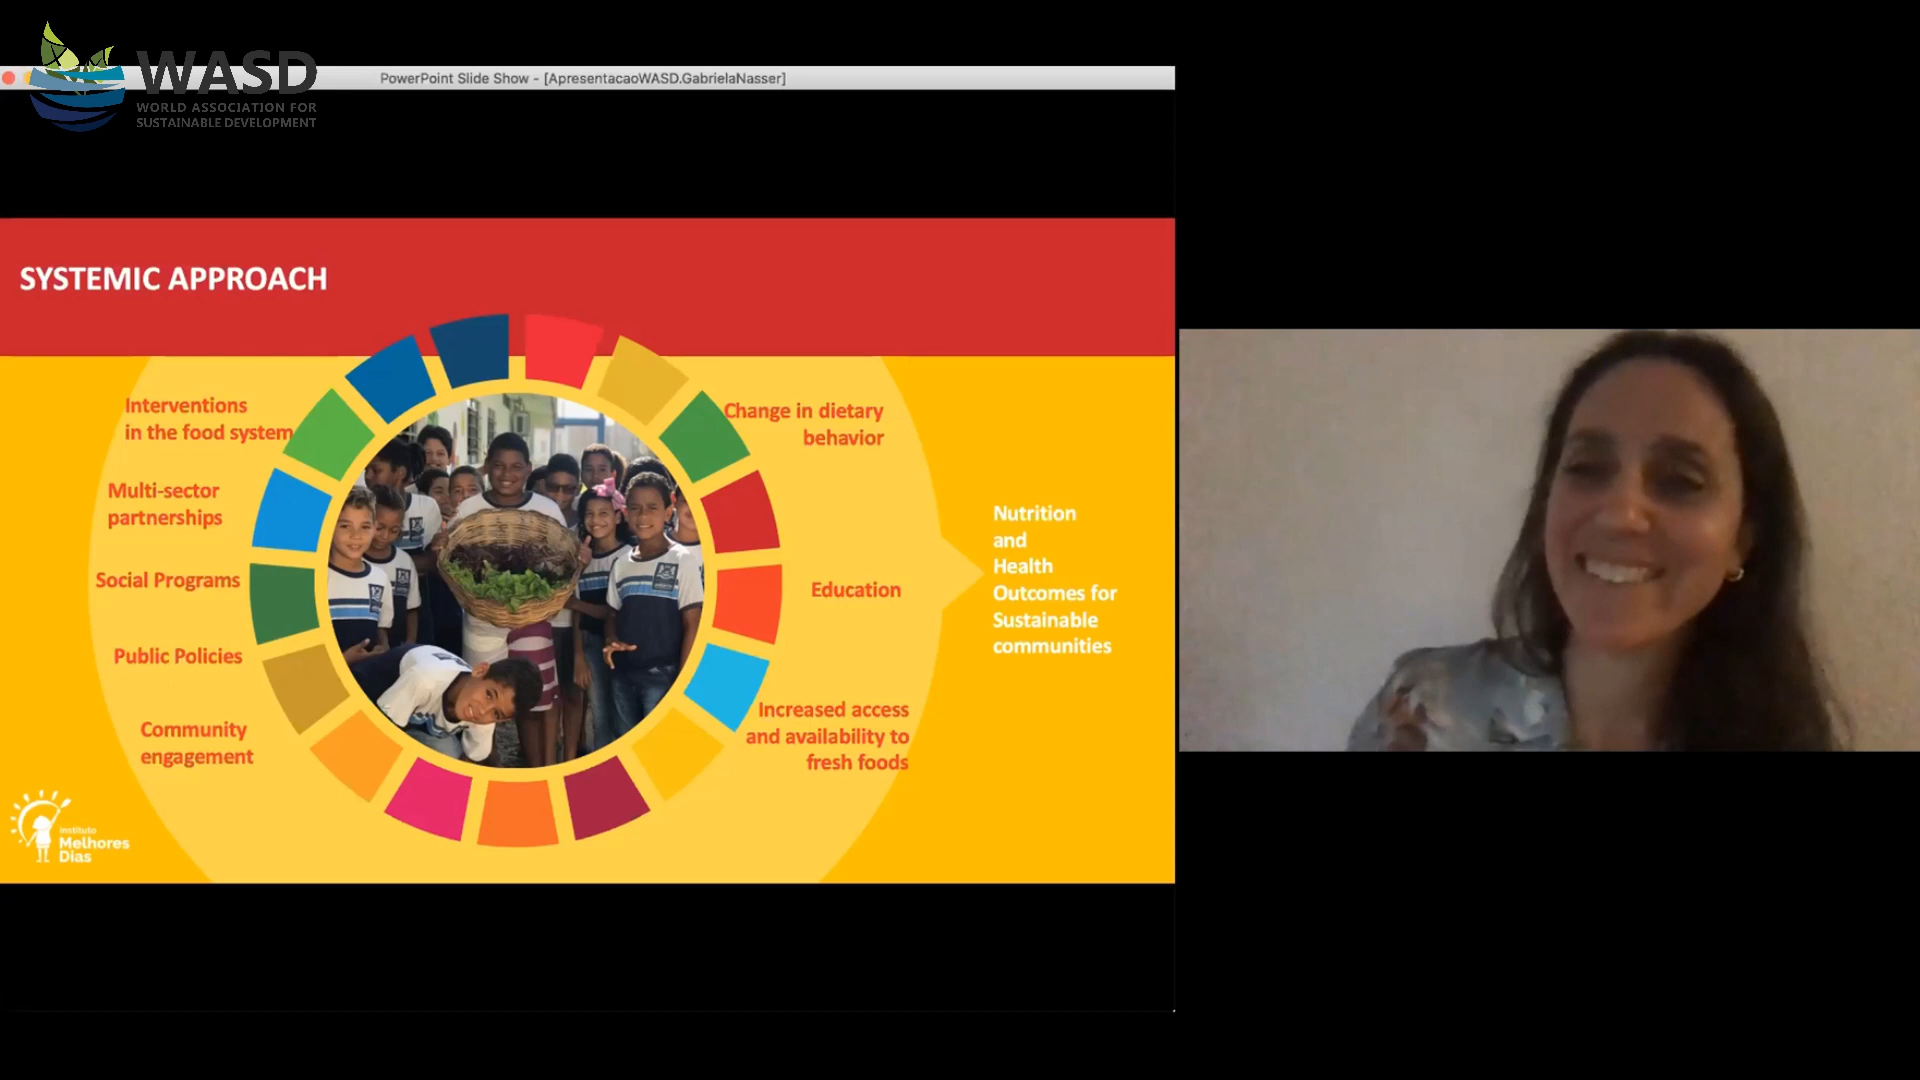 WASD
WORLD ASSOCIATION FOR
SUSTAINABLE DEVELOPMENT
PowerPoint Slide Show - [ApresentacaoWASD.GabrielaNasser]
SYSTEMIC APPROACH
Interventions
in the food system
Multi-sector
partnerships
Social Programs
Public Policies
Community
engagement
Change in dietary
behavior
Education
Increased access
and availability to
fresh foods
Nutrition
and
Health
Outcomes for
Sustainable
communities
Instituto
Melhores
Dias